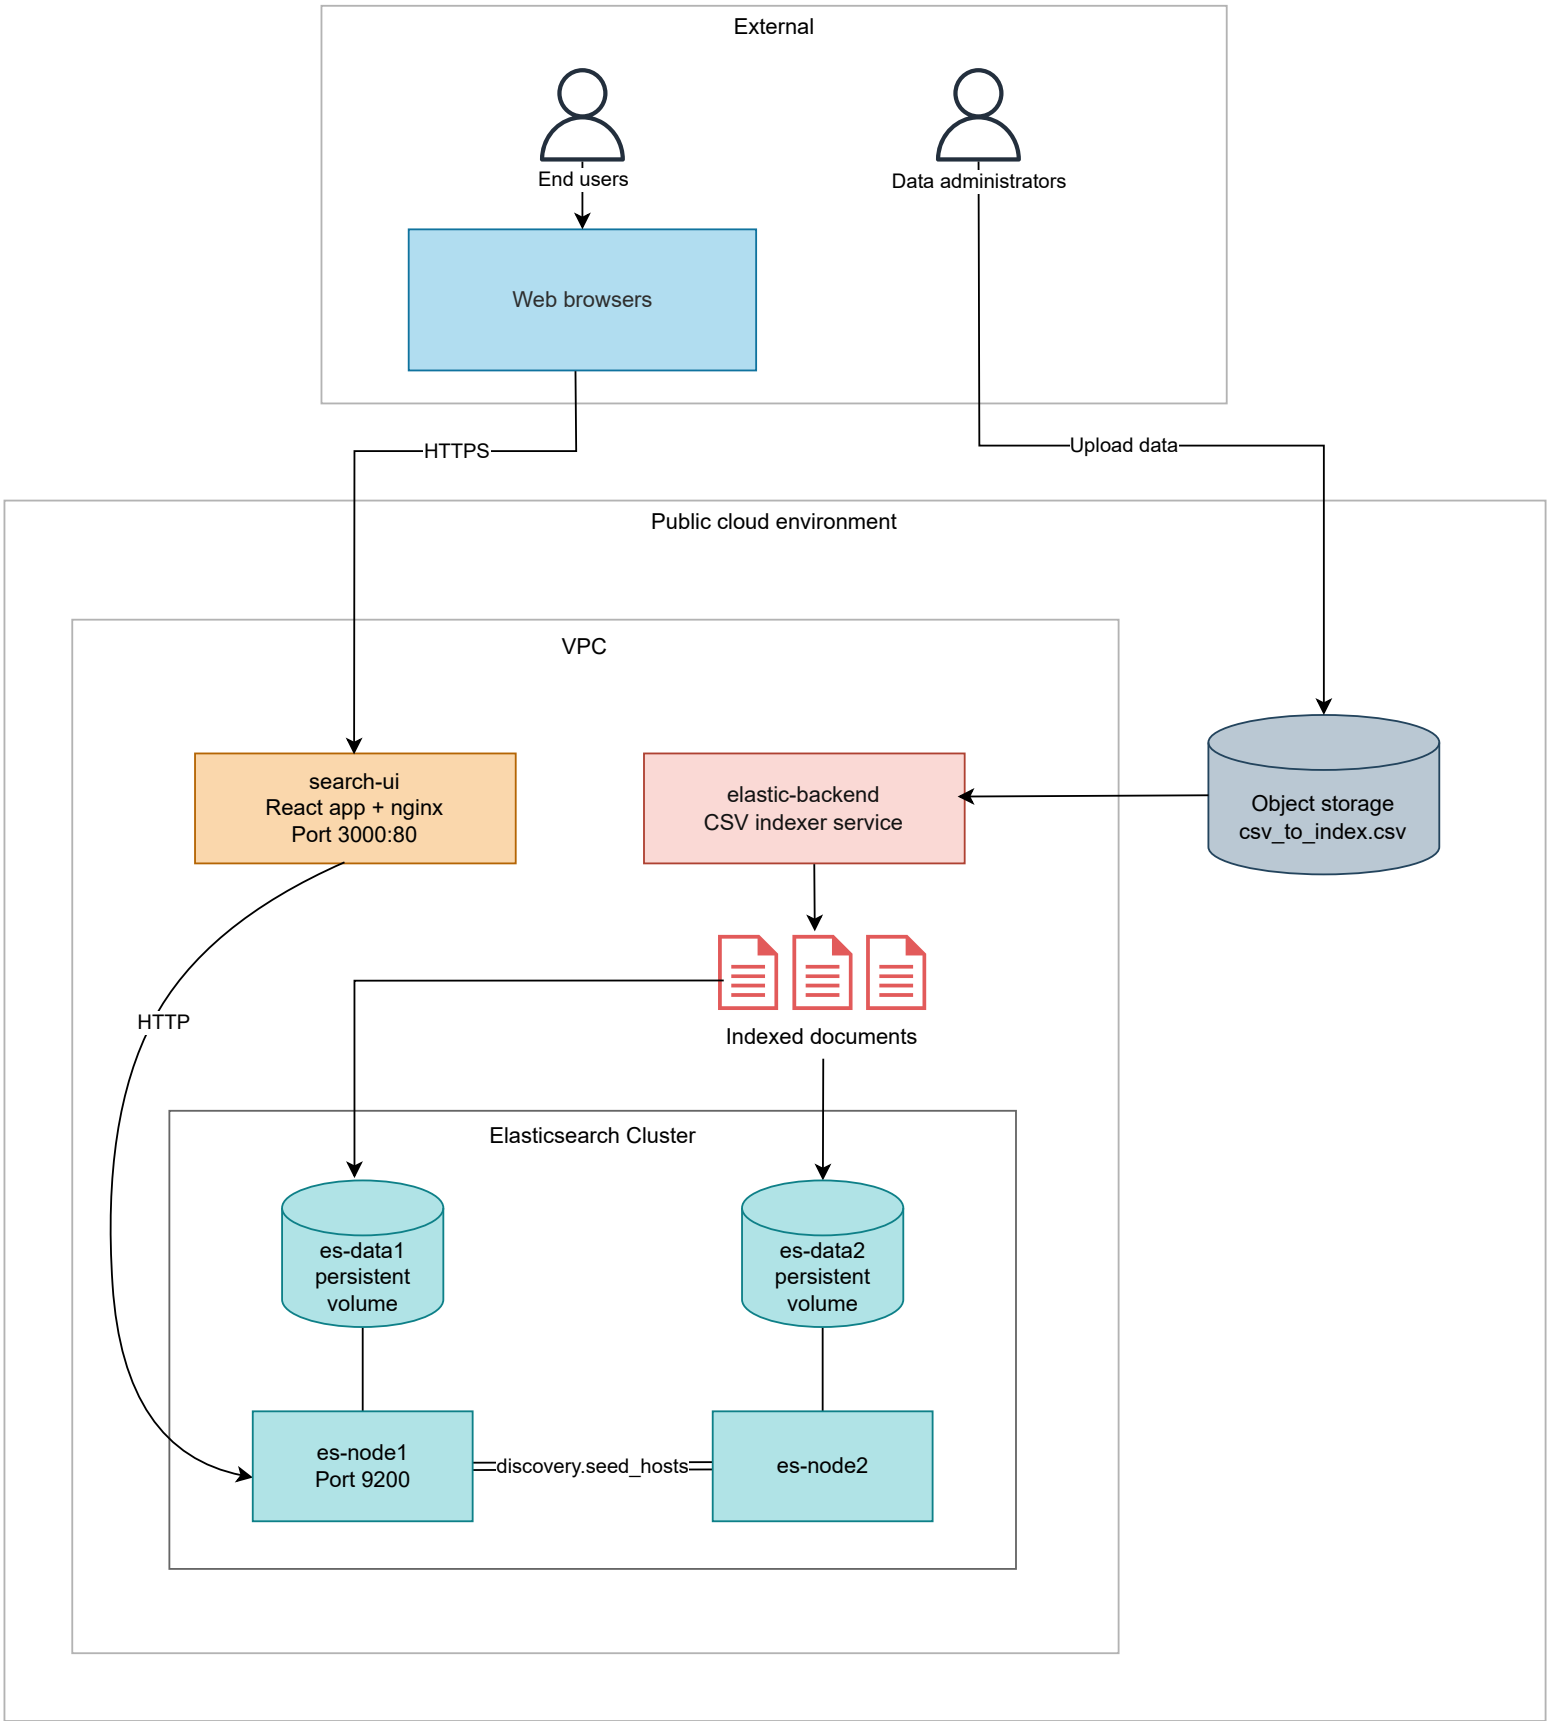 External
End users
Data administrators
Web browsers
HTTPS
Upload data
Public cloud environment
VPC
search-ui
React app + nginx
Port 3000:80
elastic-backend
CSV indexer service
Object storage
csv_to_index.csv
HTTP
Indexed documents
Elasticsearch Cluster
es-data1
persistent
volume
es-data2
persistent
volume
es-node1
Port 9200
discovery.seed_hosts
es-node2